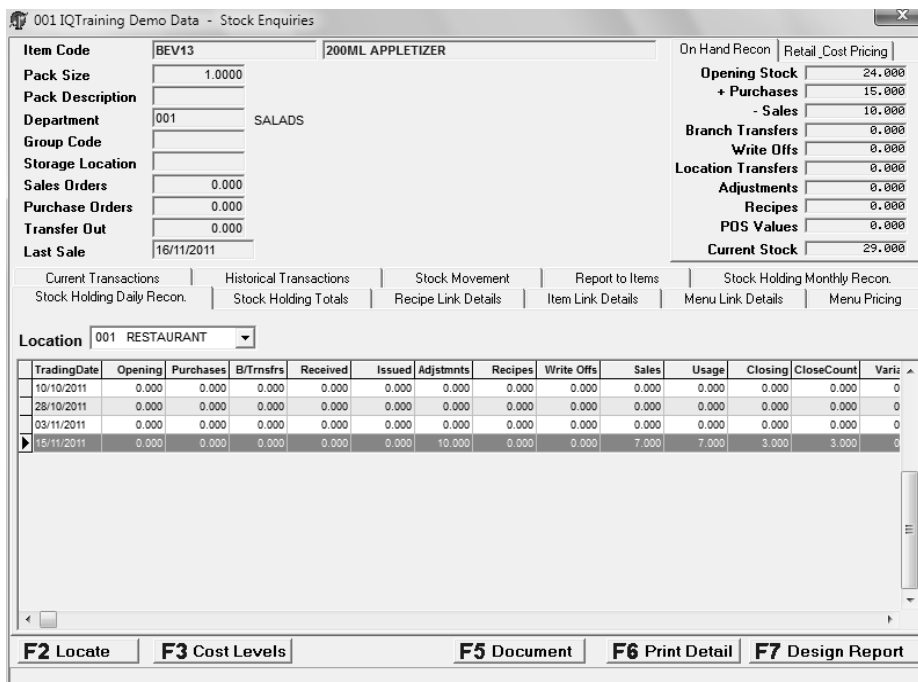 001 IQTraining Demo Data - Stock Enquiries
Item Code BEV13 200ML APPLETIZER
Pack Size 1.0000
Pack Description
Department 001 SALADS
Group Code
Storage Location
Sales Orders 0.000
Purchase Orders 0.000
Transfer Out 0.000
Last Sale 16/11/2011
On Hand Recon Retail_Cost Pricing
Opening Stock 24.000
+ Purchases 15.000
- Sales 10.000
Branch Transfers 0.000
Write Offs 0.000
Location Transfers 0.000
Adjustments 0.000
Recipes 0.000
POS Values 0.000
Current Stock 29.000
Current Transactions Historical Transactions Stock Movement Report to Items Stock Holding Monthly Recon.
Stock Holding Daily Recon. Stock Holding Totals Recipe Link Details Item Link Details Menu Link Details Menu Pricing
Location 001 RESTAURANT
TradingDate Opening Purchases B/Trnsfrs Received Issued Adjstmnts Recipes Write Offs Sales Usage Closing CloseCount Varia
10/10/2011 0.000 0.000 0.000 0.000 0.000 0.000 0.000 0.000 0.000 0.000 0.000 0.000 0
28/10/2011 0.000 0.000 0.000 0.000 0.000 0.000 0.000 0.000 0.000 0.000 0.000 0.000 0
03/11/2011 0.000 0.000 0.000 0.000 0.000 0.000 0.000 0.000 0.000 0.000 0.000 0.000 0
15/11/2011 0.000 0.000 0.000 0.000 0.000 10.000 0.000 0.000 7.000 7.000 3.000 3.000 0
F2 Locate F3 Cost Levels F5 Document F6 Print Detail F7 Design Report